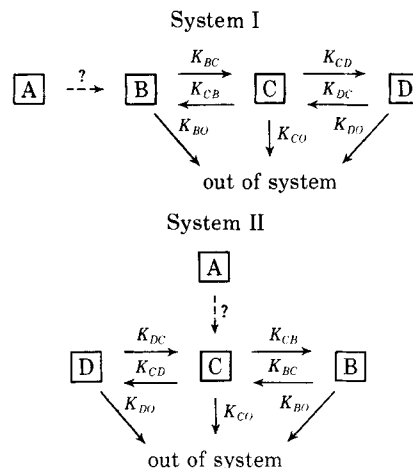 System I
K_BC K_CD
A ? B K_CB C K_DC D
K_BO K_CO K_DO
out of system
System II
A
?
K_DC K_CB
D K_CD C K_BC B
K_DO K_CO K_BO
out of system